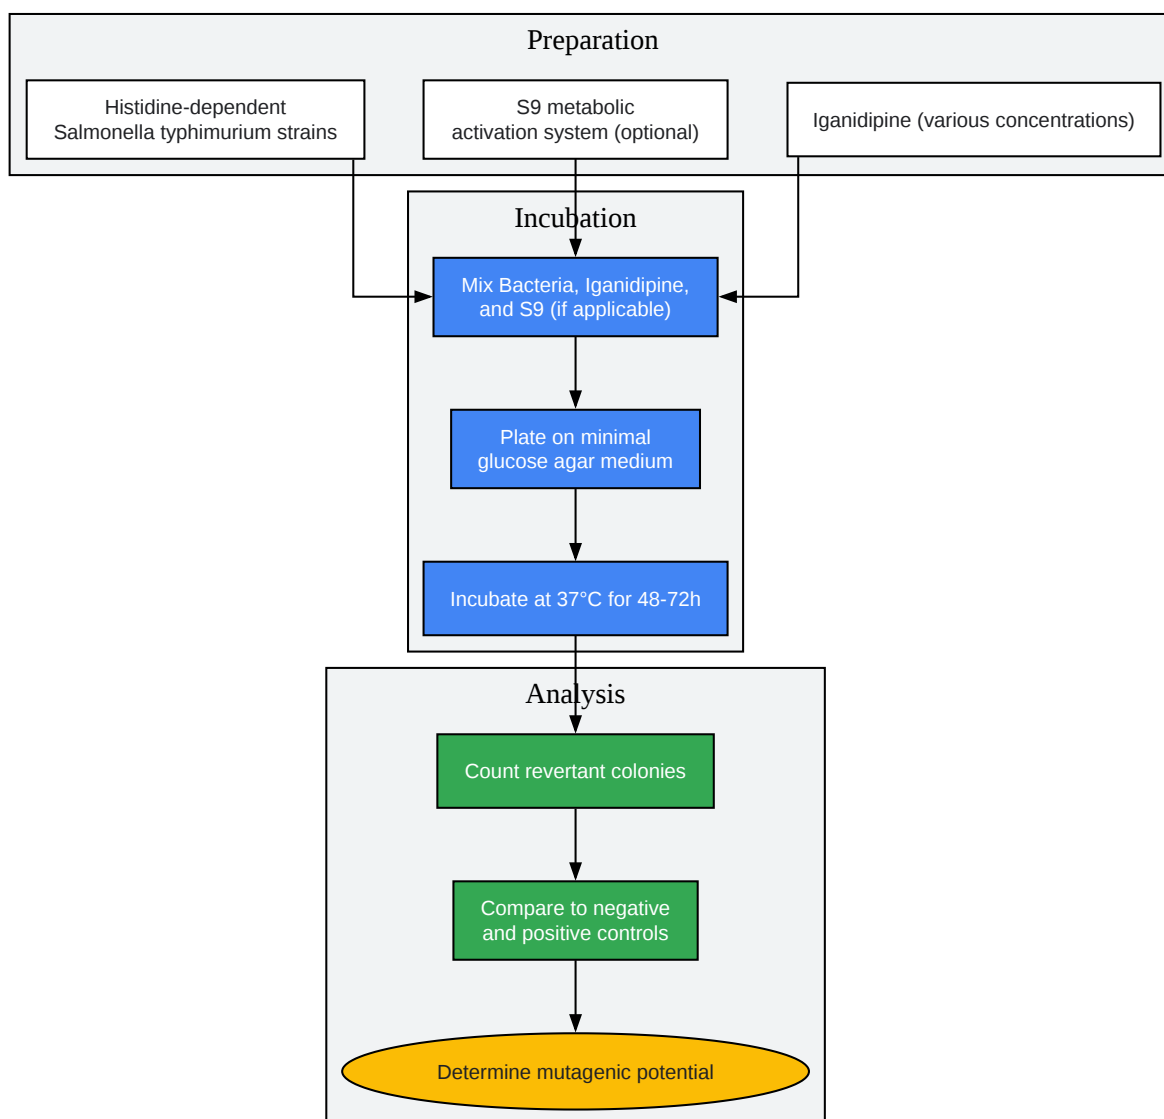 Preparation
Histidine-dependent
Salmonella typhimurium strains
S9 metabolic
activation system (optional)
Iganidipine (various concentrations)
Incubation
Mix Bacteria, Iganidipine,
and S9 (if applicable)
Plate on minimal
glucose agar medium
Incubate at 37°C for 48-72h
Analysis
Count revertant colonies
Compare to negative
and positive controls
Determine mutagenic potential